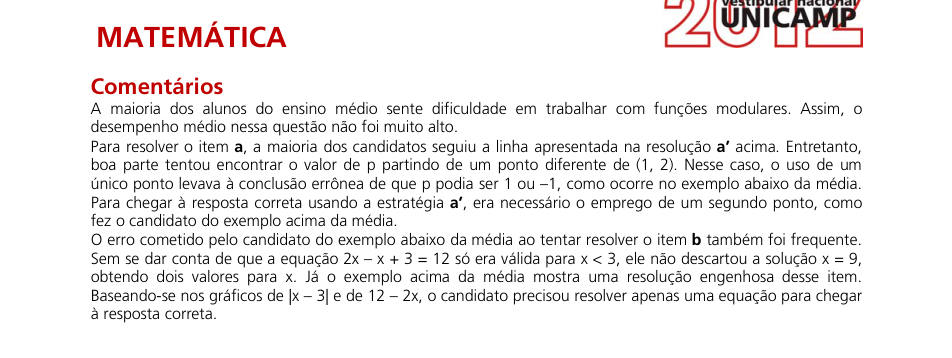 vestibular nacional
2012
UNICAMP
MATEMÁTICA
Comentários
A maioria dos alunos do ensino médio sente dificuldade em trabalhar com funções modulares. Assim, o
desempenho médio nessa questão não foi muito alto.
Para resolver o item a, a maioria dos candidatos seguiu a linha apresentada na resolução a’ acima. Entretanto,
boa parte tentou encontrar o valor de p partindo de um ponto diferente de (1, 2). Nesse caso, o uso de um
único ponto levava à conclusão errônea de que p podia ser 1 ou –1, como ocorre no exemplo abaixo da média.
Para chegar à resposta correta usando a estratégia a’, era necessário o emprego de um segundo ponto, como
fez o candidato do exemplo acima da média.
O erro cometido pelo candidato do exemplo abaixo da média ao tentar resolver o item b também foi frequente.
Sem se dar conta de que a equação 2x – x + 3 = 12 só era válida para x < 3, ele não descartou a solução x = 9,
obtendo dois valores para x. Já o exemplo acima da média mostra uma resolução engenhosa desse item.
Baseando-se nos gráficos de |x – 3| e de 12 – 2x, o candidato precisou resolver apenas uma equação para chegar
à resposta correta.